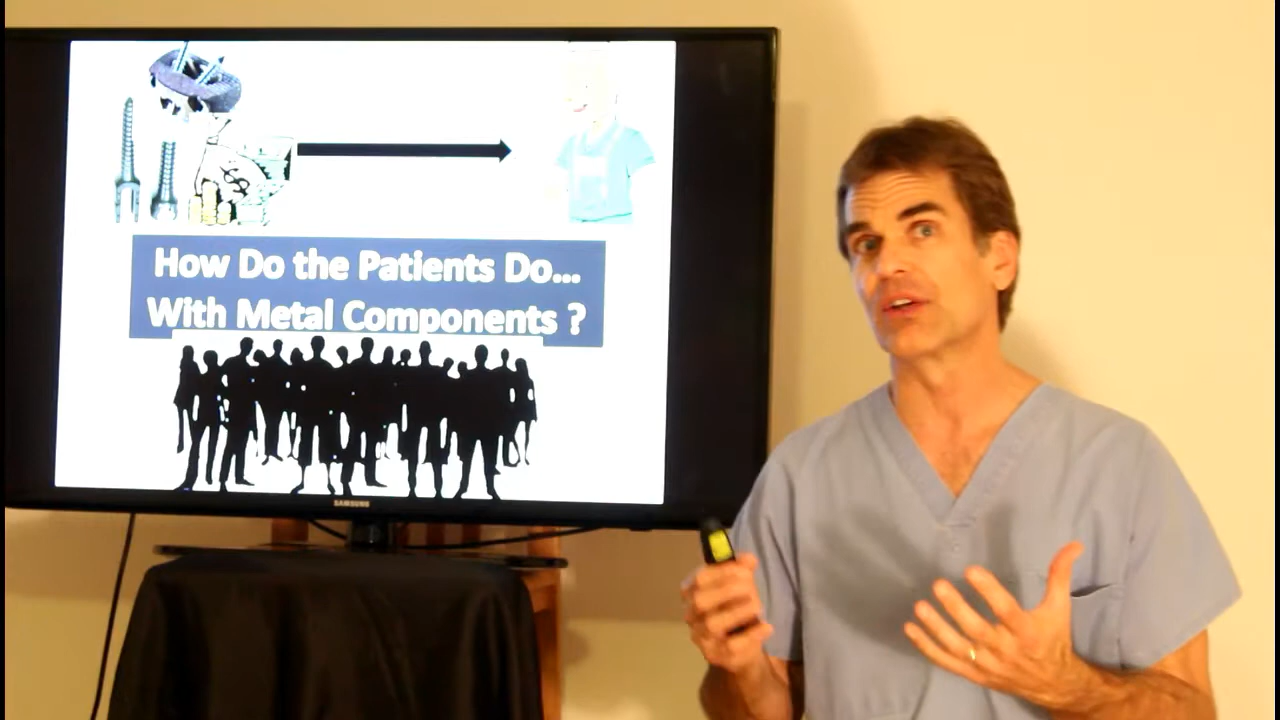 How Do the Patients Do...
With Metal Components ?
SAMSUNG